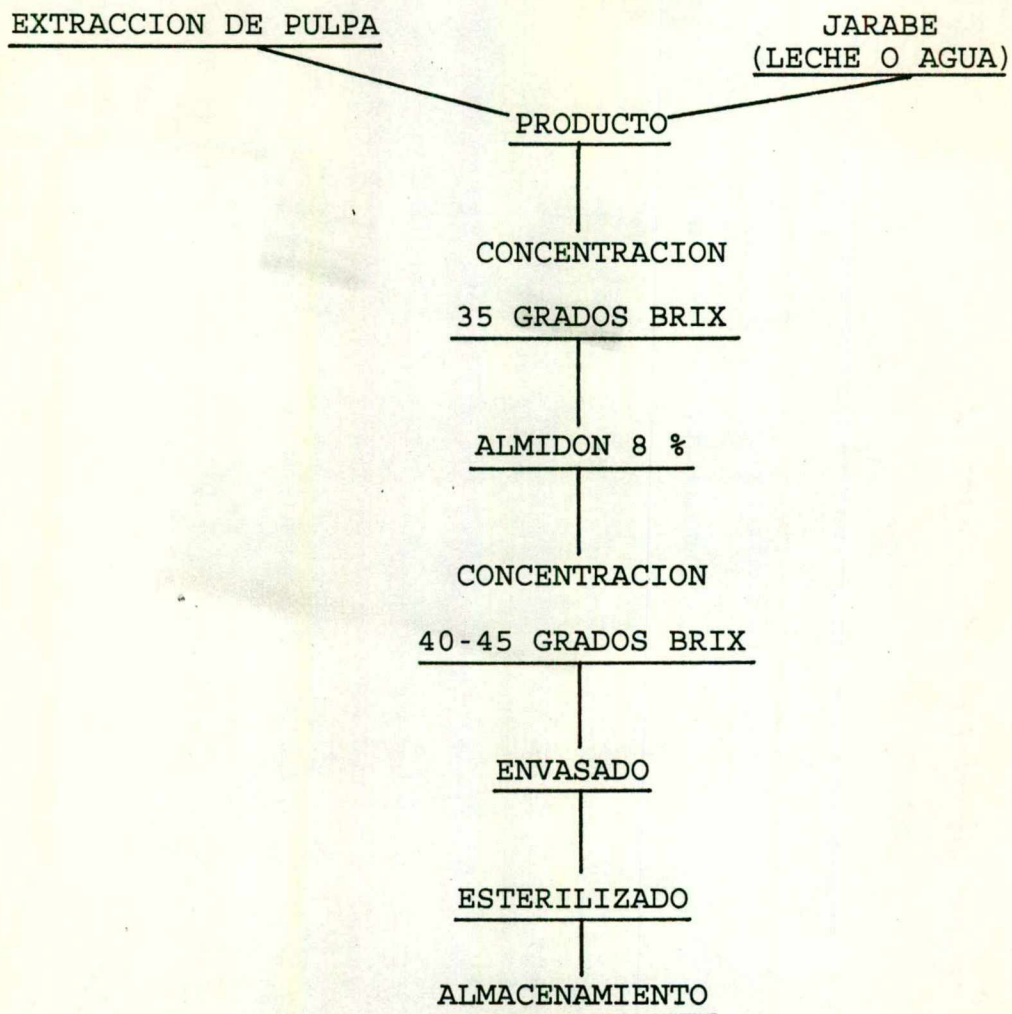 EXTRACCION DE PULPA
JARABE
(LECHE O AGUA)
PRODUCTO
CONCENTRACION
35 GRADOS BRIX
ALMIDON 8 %
CONCENTRACION
40-45 GRADOS BRIX
ENVASADO
ESTERILIZADO
ALMACENAMIENTO